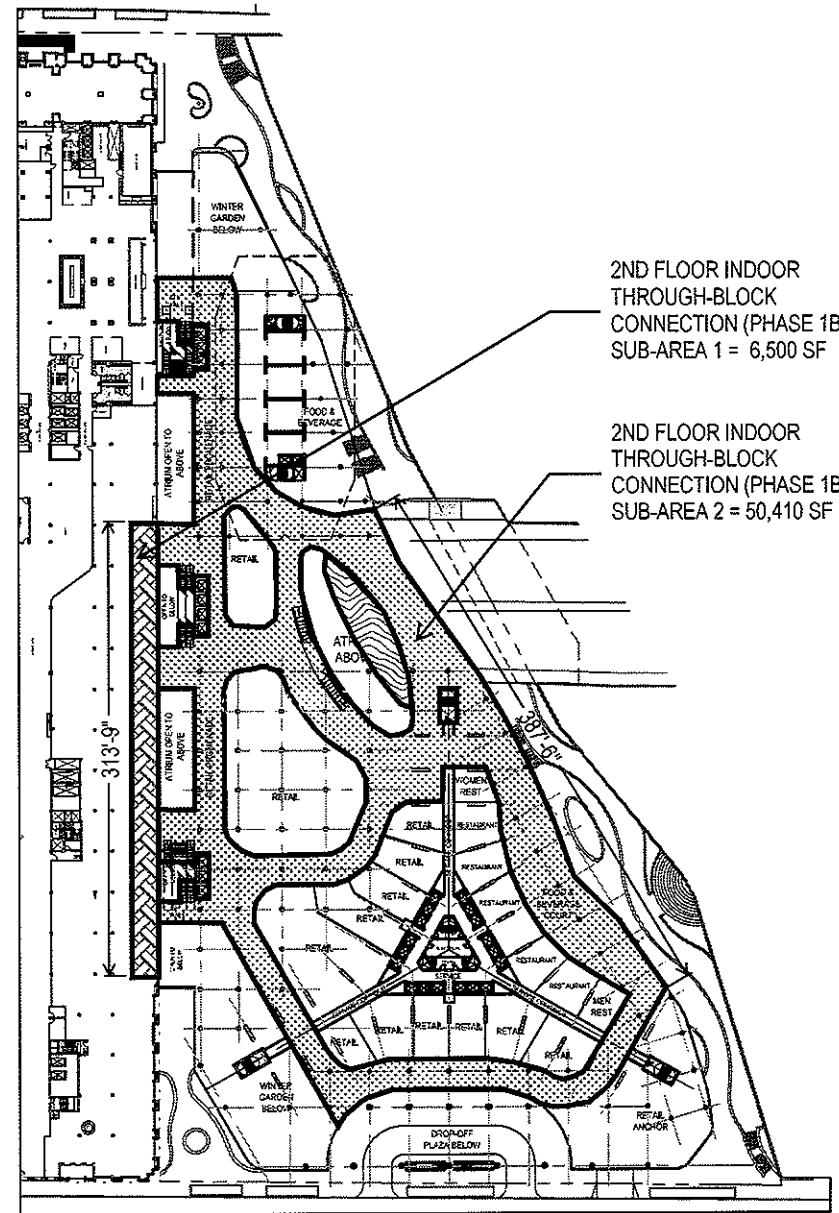 WINTER
GARDEN
BELOW
2ND FLOOR INDOOR
THROUGH-BLOCK
CONNECTION (PHASE 1B
SUB-AREA 1 = 6,500 SF
FOOD &
BEVERAGE
ATRIUM OPEN TO
ABOVE
2ND FLOOR INDOOR
THROUGH-BLOCK
CONNECTION (PHASE 1B
SUB-AREA 2 = 50,410 SF
RETAIL
OPEN TO
BELOW
ATRIUM OPEN TO
ABOVE
313'-9"
387'-6"
RETAIL
WOMEN
REST
RETAIL
RESTAURANT
RETAIL
RESTAURANT
RETAIL
RESTAURANT
FOOD &
BEVERAGE
COURT
RETAIL
RESTAURANT
RETAIL
RESTAURANT
SERVICE
RESTAURANT
MEN
REST
RETAIL
RETAIL
RETAIL
RETAIL
RETAIL
RETAIL
WINTER
GARDEN
BELOW
RETAIL
ANCHOR
DROP-OFF
PLAZA BELOW